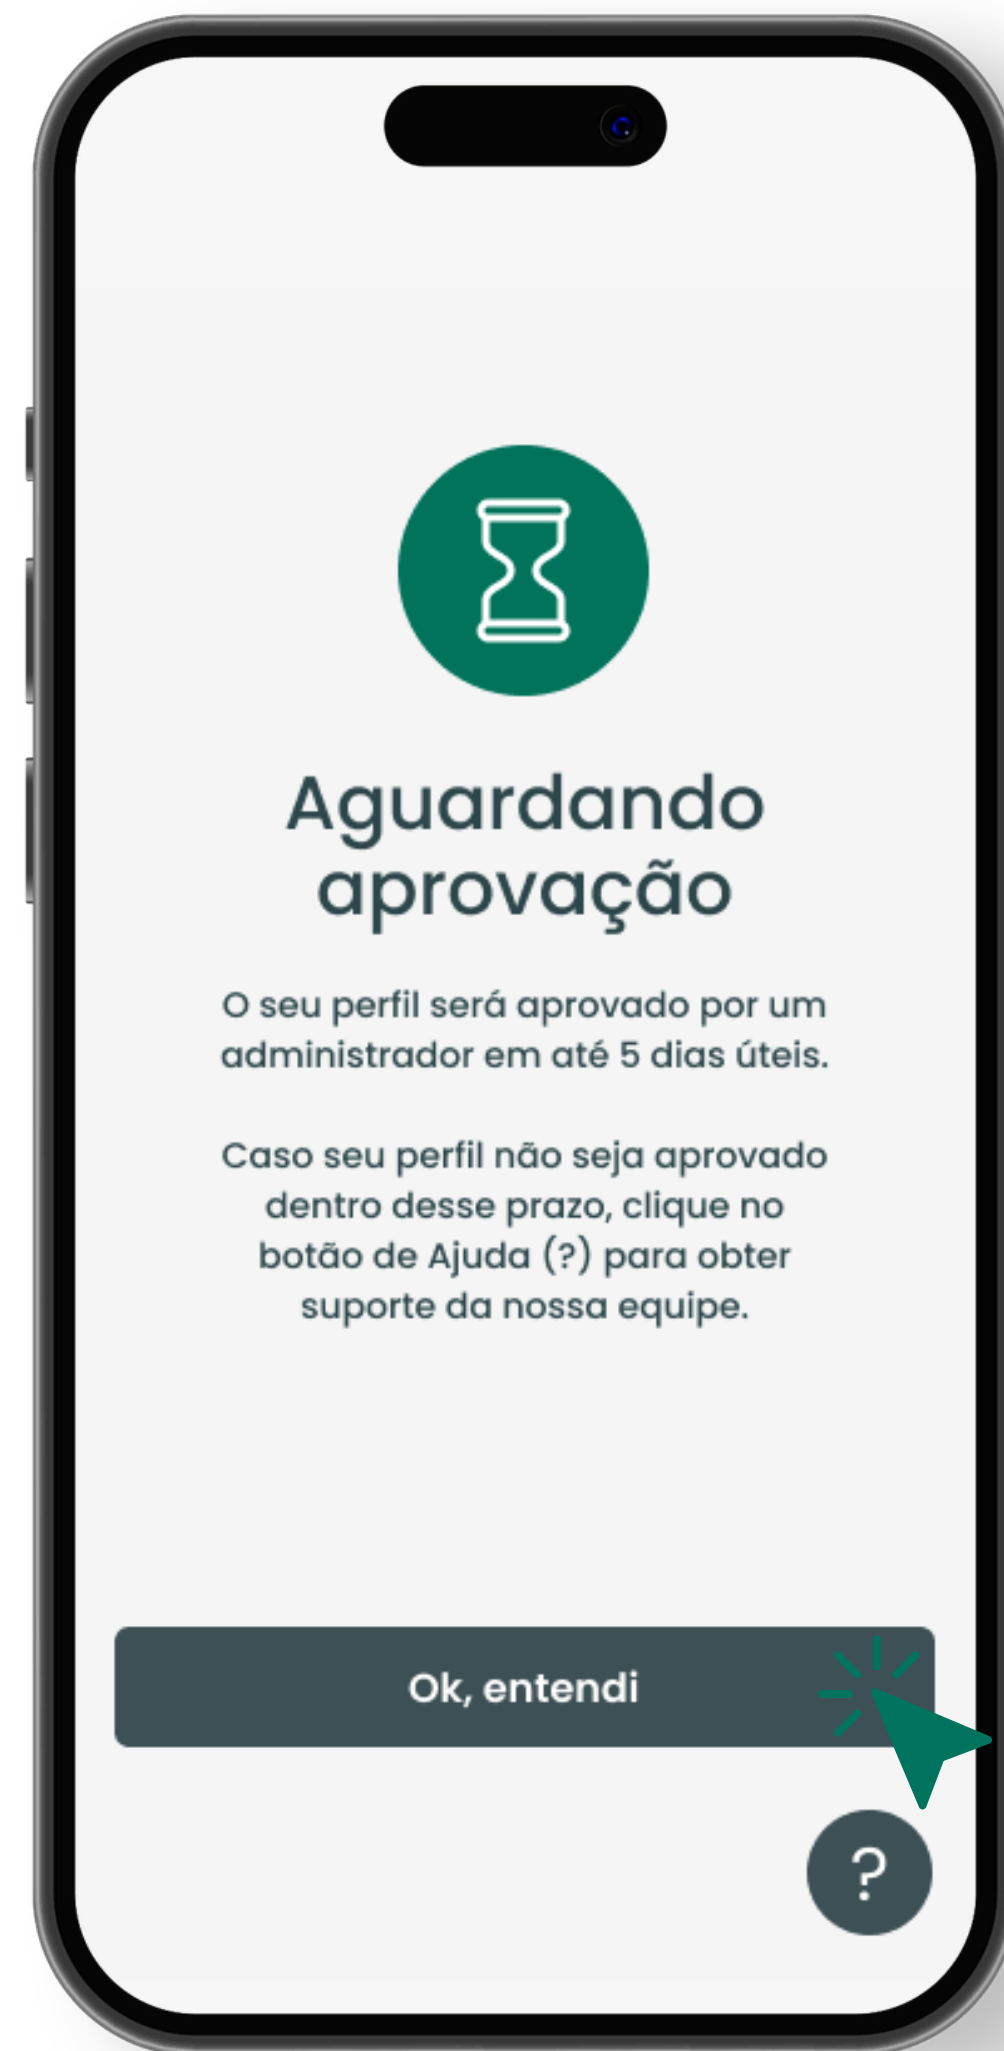 Aguardando
aprovação
O seu perfil será aprovado por um
administrador em até 5 dias úteis.
Caso seu perfil não seja aprovado
dentro desse prazo, clique no
botão de Ajuda (?) para obter
suporte da nossa equipe.
Ok, entendi
?